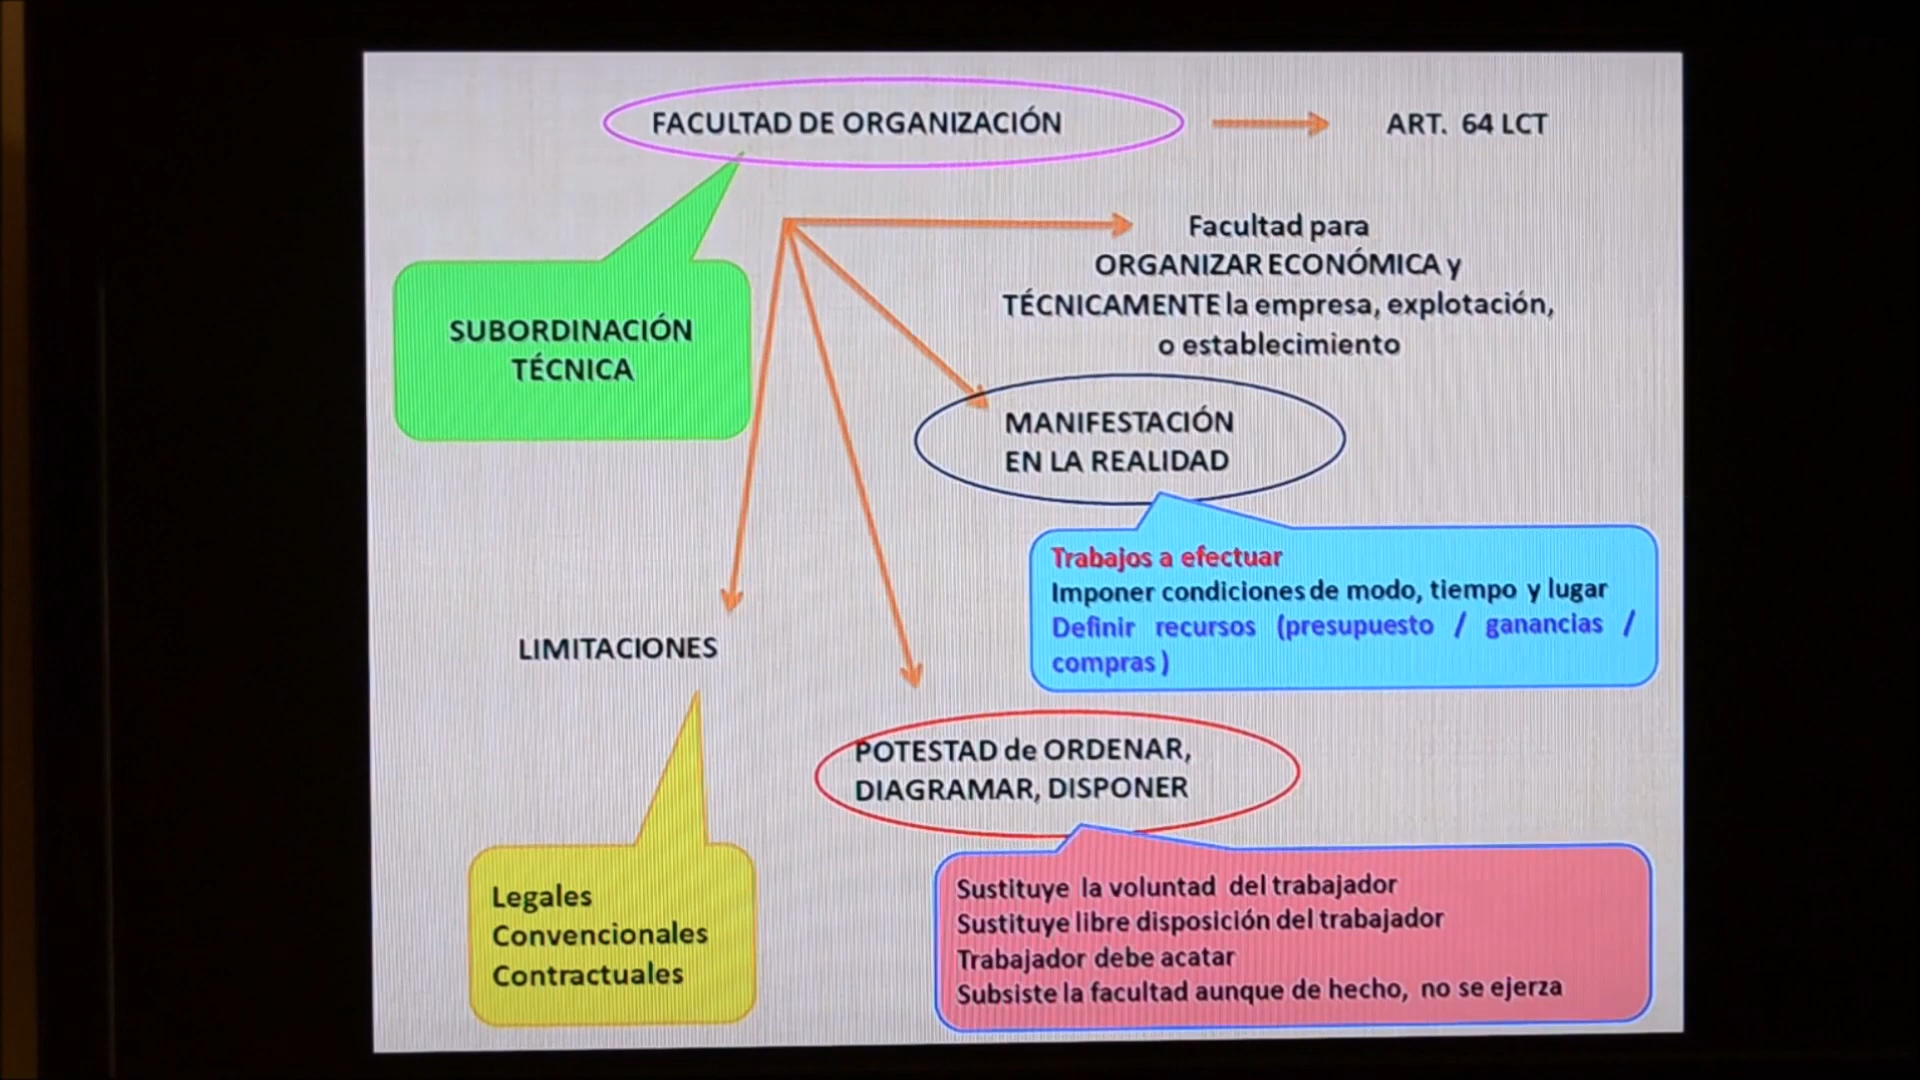 FACULTAD DE ORGANIZACIÓN
ART. 64 LCT
Facultad para
ORGANIZAR ECONÓMICA y
TÉCNICAMENTE la empresa, explotación,
o establecimiento
SUBORDINACIÓN
TÉCNICA
MANIFESTACIÓN
EN LA REALIDAD
Trabajos a efectuar
Imponer condiciones de modo, tiempo y lugar
Definir recursos (presupuesto / ganancias /
compras)
LIMITACIONES
POTESTAD de ORDENAR,
DIAGRAMAR, DISPONER
Legales
Convencionales
Contractuales
Sustituye la voluntad del trabajador
Sustituye libre disposición del trabajador
Trabajador debe acatar
Subsiste la facultad aunque de hecho, no se ejerza